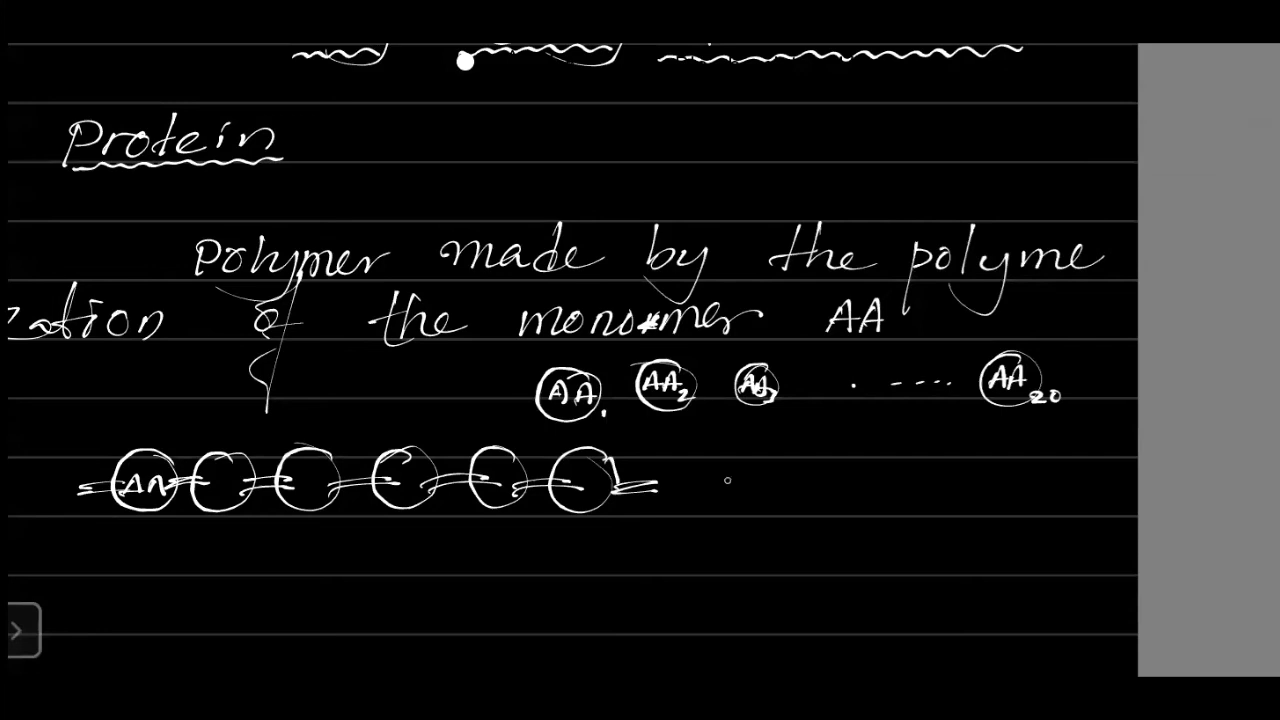 Protein
polymer made by the polyme
zation of the monomer AA
AA1 AA2 AA3 . ---- AA20
AA